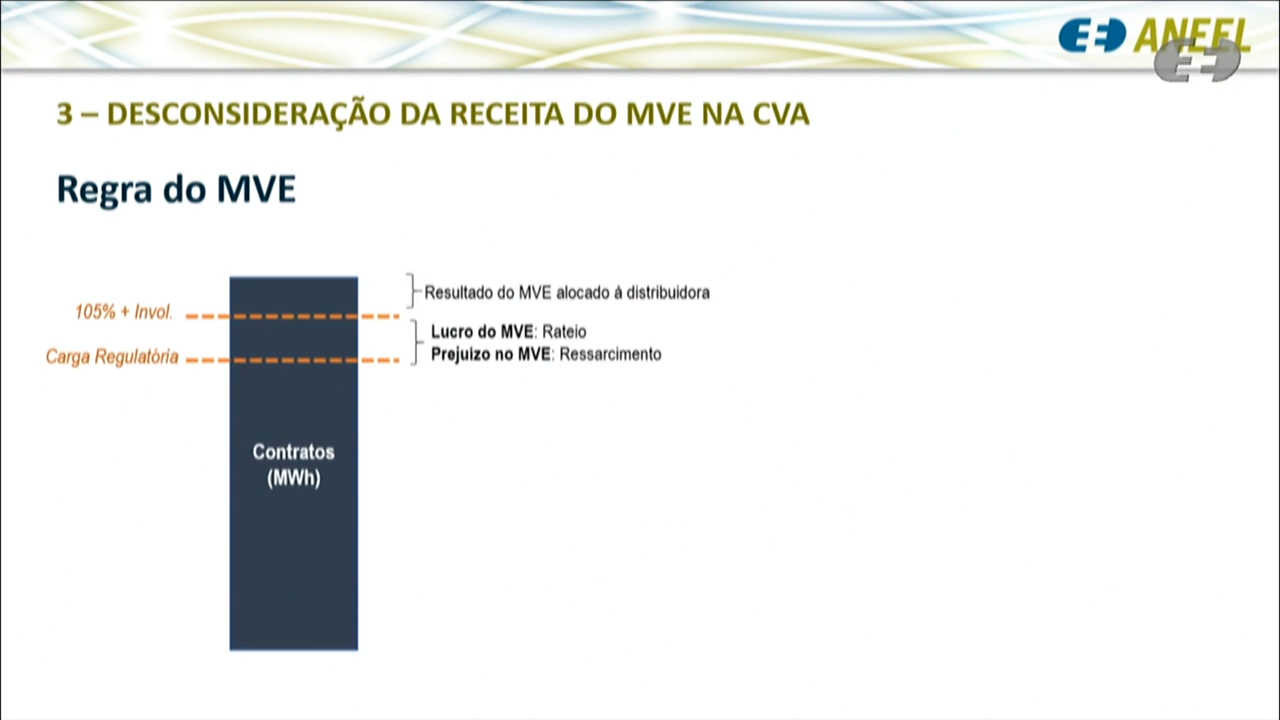 ANEEL
3 – DESCONSIDERAÇÃO DA RECEITA DO MVE NA CVA
Regra do MVE
Resultado do MVE alocado à distribuidora
105% + Invol.
Lucro do MVE: Rateio
Carga Regulatória
Prejuizo no MVE: Ressarcimento
Contratos
(MWh)